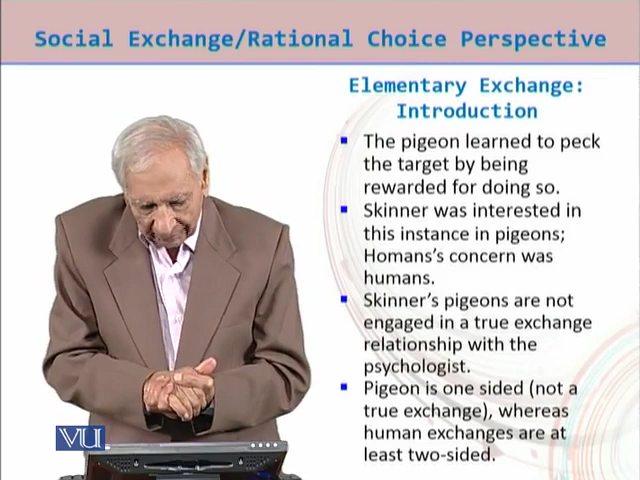 Social Exchange/Rational Choice Perspective
Elementary Exchange:
Introduction
The pigeon learned to peck
the target by being
rewarded for doing so.
Skinner was interested in
this instance in pigeons;
Homans's concern was
humans.
Skinner's pigeons are not
engaged in a true exchange
relationship with the
psychologist.
Pigeon is one sided (not a
true exchange), whereas
human exchanges are at
least two-sided.
VU